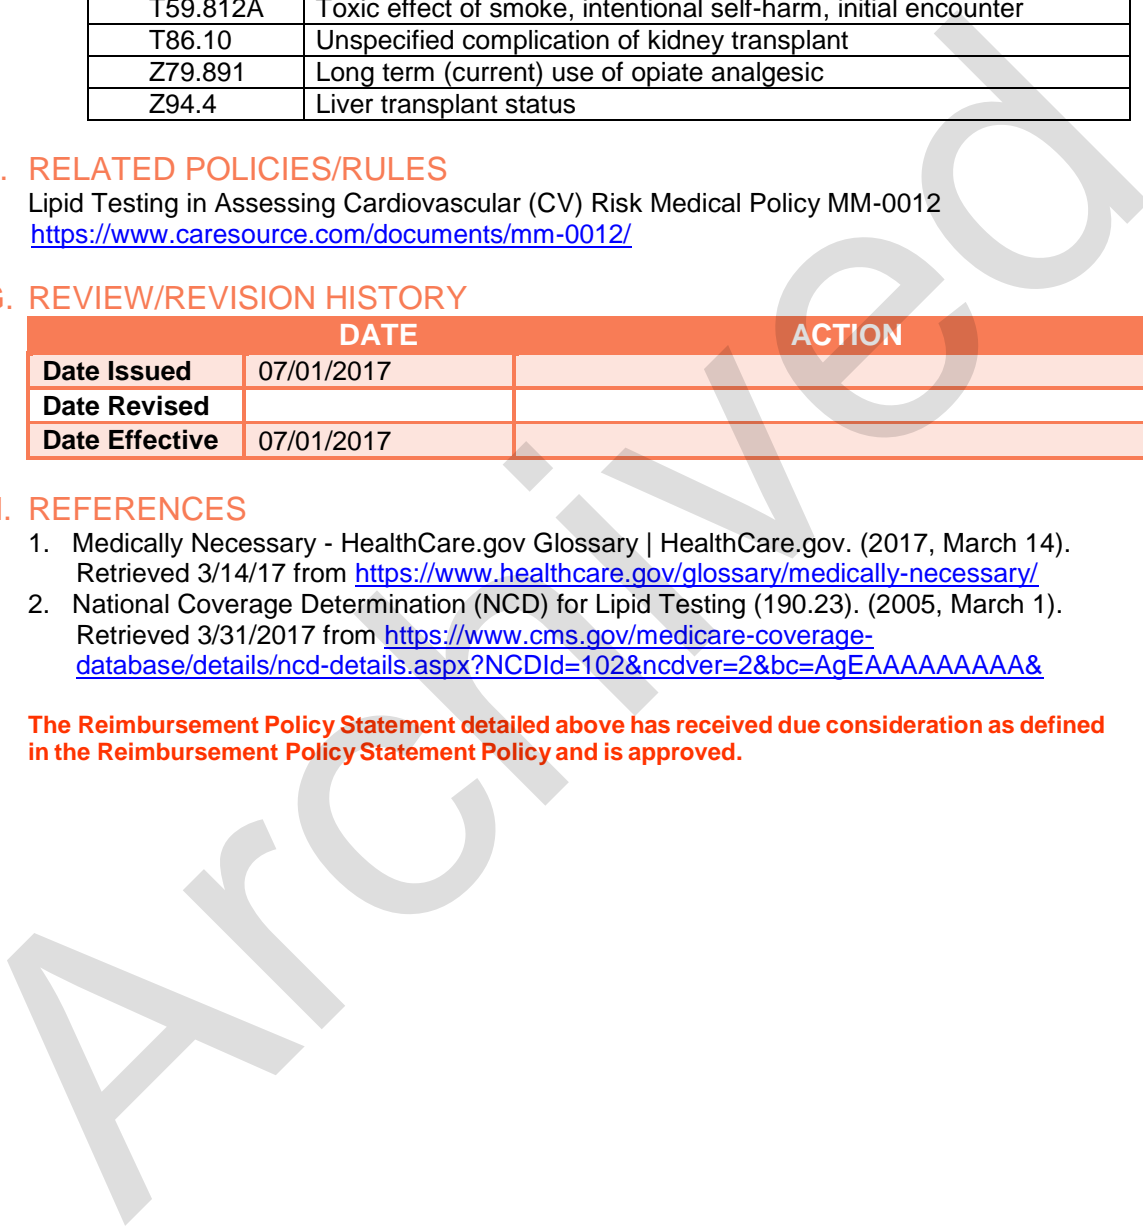 T59.812A Toxic effect of smoke, intentional self-harm, initial encounter
T86.10 Unspecified complication of kidney transplant
Z79.891 Long term (current) use of opiate analgesic
Z94.4 Liver transplant status
. RELATED POLICIES/RULES
Lipid Testing in Assessing Cardiovascular (CV) Risk Medical Policy MM-0012
https://www.caresource.com/documents/mm-0012/
G. REVIEW/REVISION HISTORY
DATE ACTION
Date Issued 07/01/2017
Date Revised
Date Effective 07/01/2017
. REFERENCES
1. Medically Necessary - HealthCare.gov Glossary | HealthCare.gov. (2017, March 14).
Retrieved 3/14/17 from https://www.healthcare.gov/glossary/medically-necessary/
2. National Coverage Determination (NCD) for Lipid Testing (190.23). (2005, March 1).
Retrieved 3/31/2017 from https://www.cms.gov/medicare-coverage-
database/details/ncd-details.aspx?NCDId=102&ncdver=2&bc=AgEAAAAAAAAA&
The Reimbursement Policy Statement detailed above has received due consideration as defined
in the Reimbursement Policy Statement Policy and is approved.
Archived